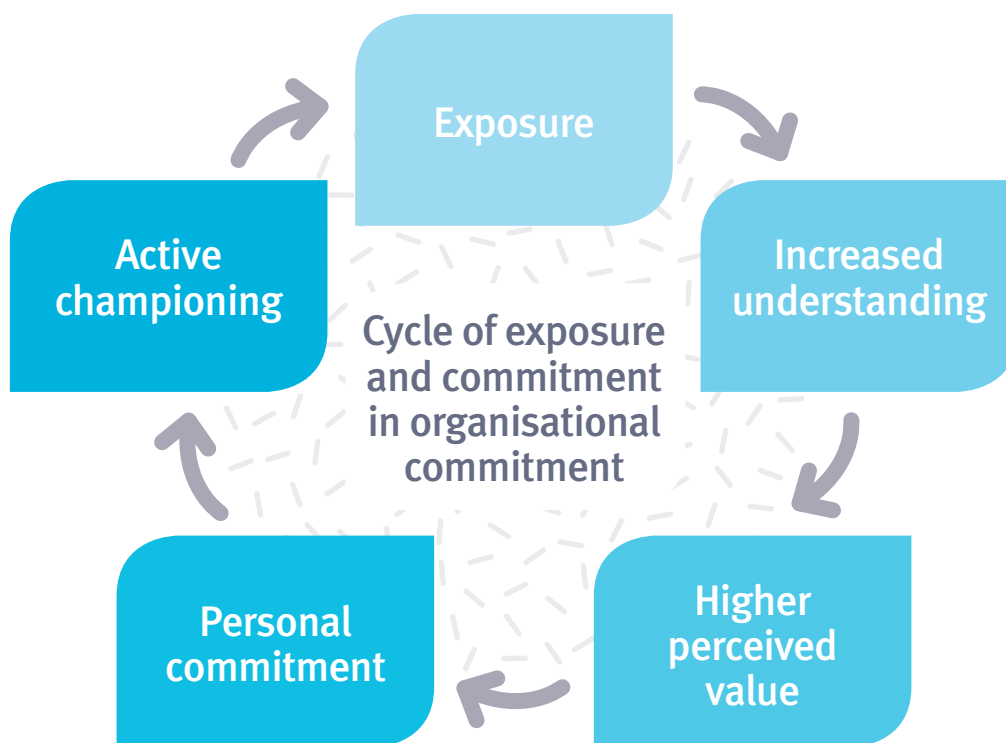 Exposure
Increased
understanding
Higher
perceived
value
Personal
commitment
Active
championing
Cycle of exposure
and commitment
in organisational
commitment